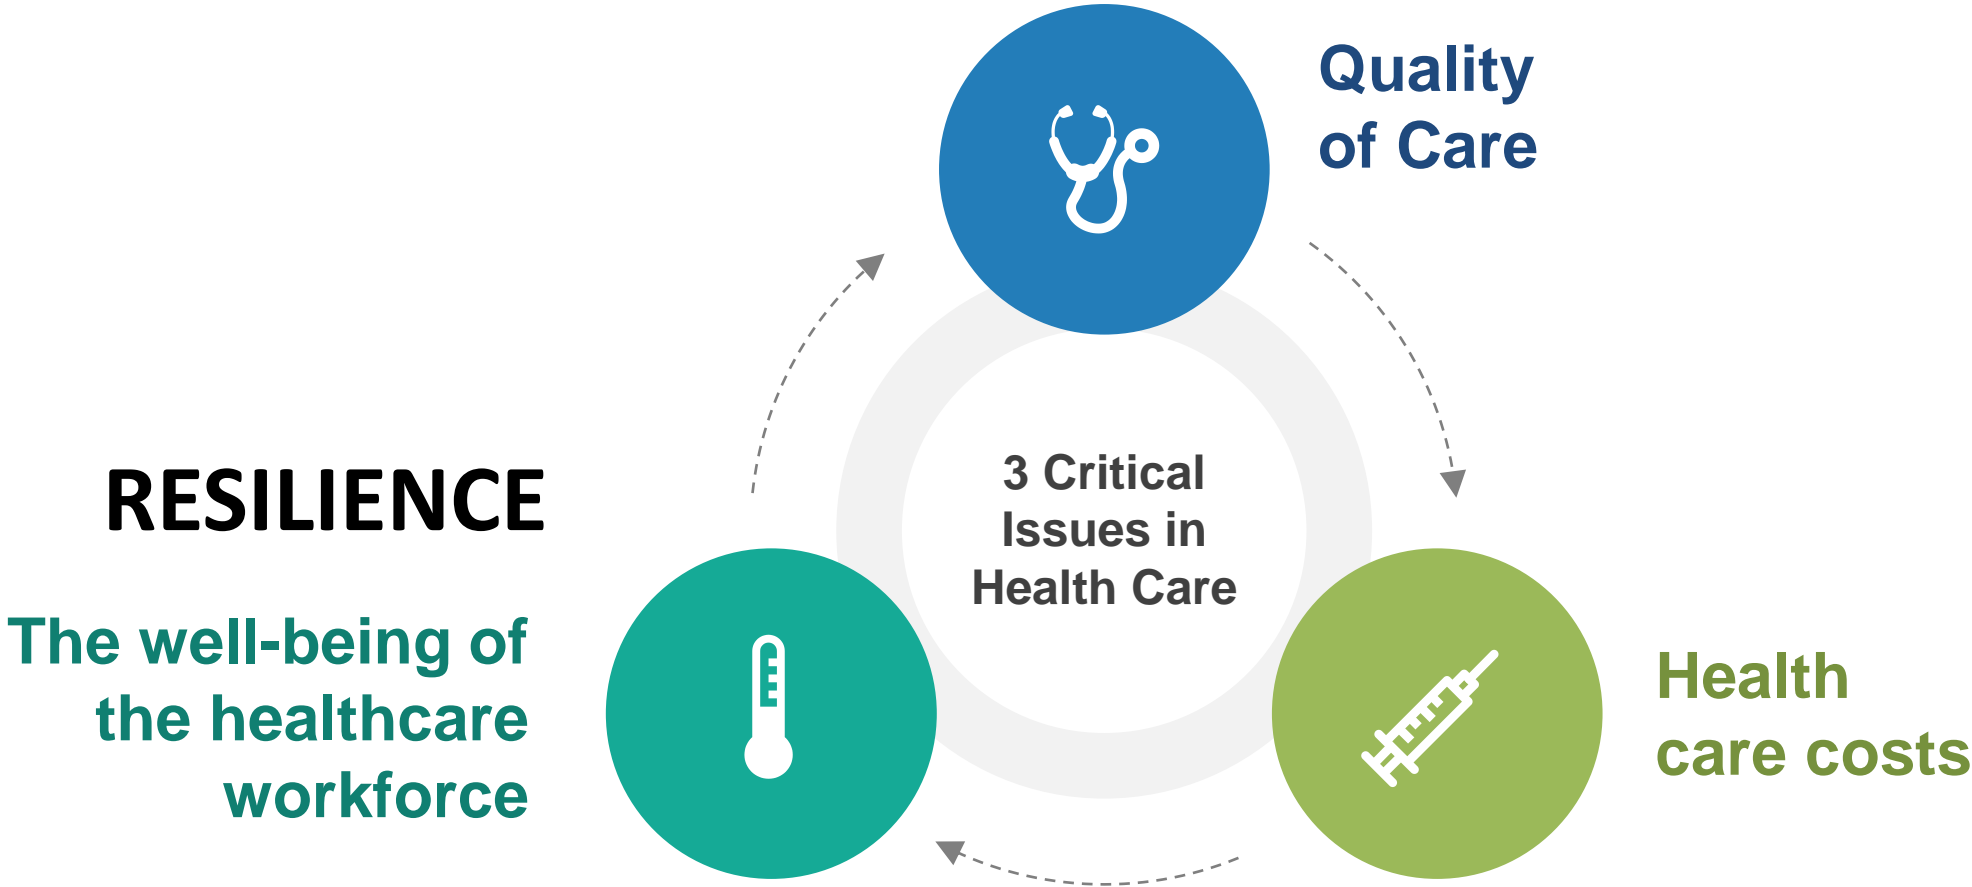 Quality
of Care
3 Critical
Issues in
Health Care
RESILIENCE
The well-being of
the healthcare
workforce
Health
care costs